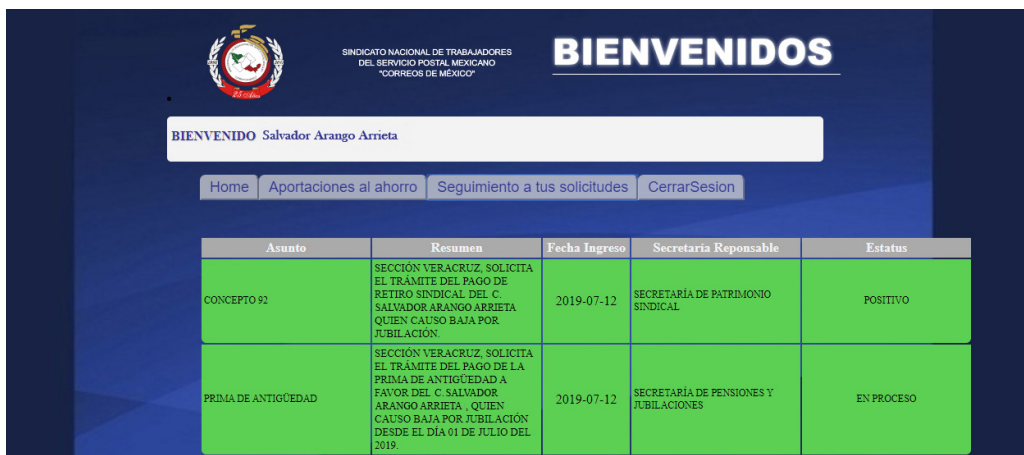 SINDICATO NACIONAL DE TRABAJADORES
DEL SERVICIO POSTAL MEXICANO
"CORREOS DE MÉXICO"
BIENVENIDOS
25 Años
BIENVENIDO Salvador Arango Arrieta
Home Aportaciones al ahorro Seguimiento a tus solicitudes CerrarSesion
Asunto Resumen Fecha Ingreso Secretaría Reponsable Estatus
CONCEPTO 92
SECCIÓN VERACRUZ, SOLICITA
EL TRÁMITE DEL PAGO DE
RETIRO SINDICAL DEL C.
SALVADOR ARANGO ARRIETA
QUIEN CAUSO BAJA POR
JUBILACIÓN.
2019-07-12
SECRETARÍA DE PATRIMONIO
SINDICAL
POSITIVO
PRIMA DE ANTIGÜEDAD
SECCIÓN VERACRUZ, SOLICITA
EL TRÁMITE DEL PAGO DE LA
PRIMA DE ANTIGÜEDAD A
FAVOR DEL C. SALVADOR
ARANGO ARRIETA , QUIEN
CAUSO BAJA POR JUBILACIÓN
DESDE EL DÍA 01 DE JULIO DEL
2019.
2019-07-12
SECRETARÍA DE PENSIONES Y
JUBILACIONES
EN PROCESO